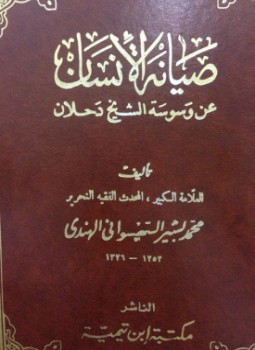 صيانة الإنسان
عن وسوسة الشيخ دحلان
تأليف
العلامة الكبير، المحدث الفقيه النحرير
محمد بشير السهسواني الهندي
١٢٥٢ - ١٣٢٦
الناشر
مكتبة ابن تيمية